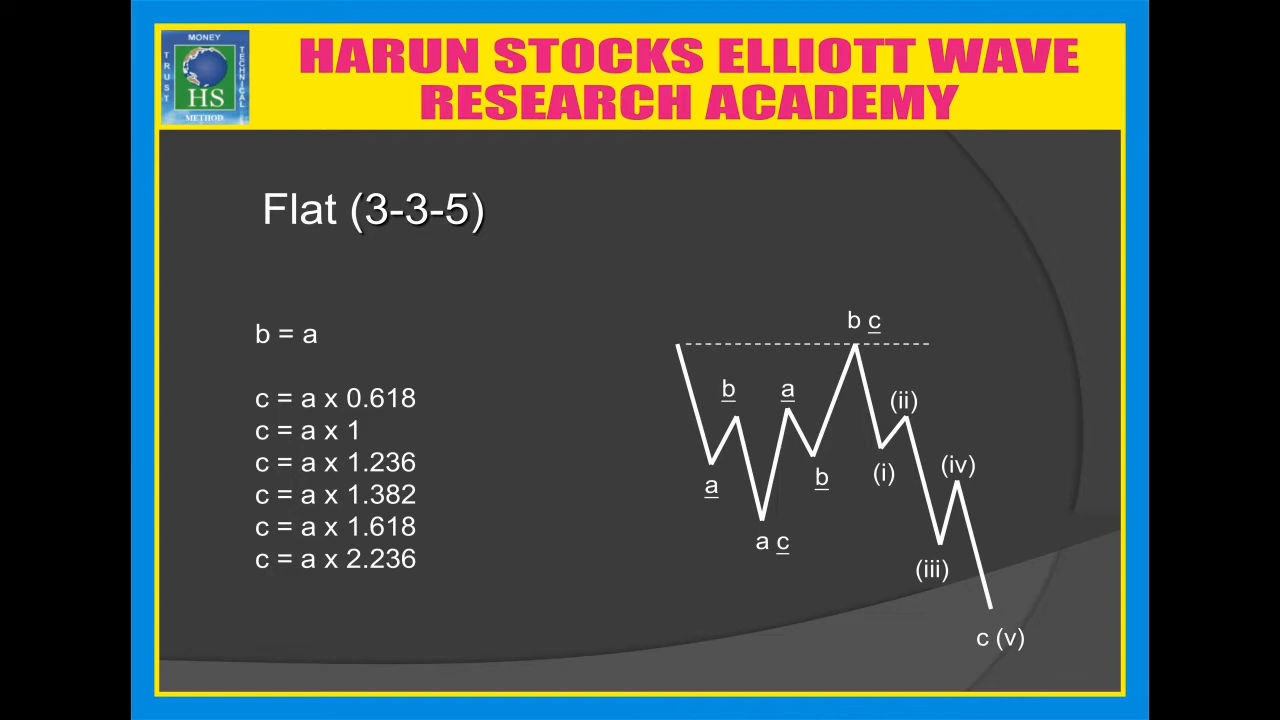 MONEY
TRUST
TECHNICAL
HS
METHOD
HARUN STOCKS ELLIOTT WAVE
RESEARCH ACADEMY
Flat (3-3-5)
b = a
c = a x 0.618
c = a x 1
c = a x 1.236
c = a x 1.382
c = a x 1.618
c = a x 2.236
b c
b a (ii)
a b (i) (iv)
a c
(iii)
c (v)